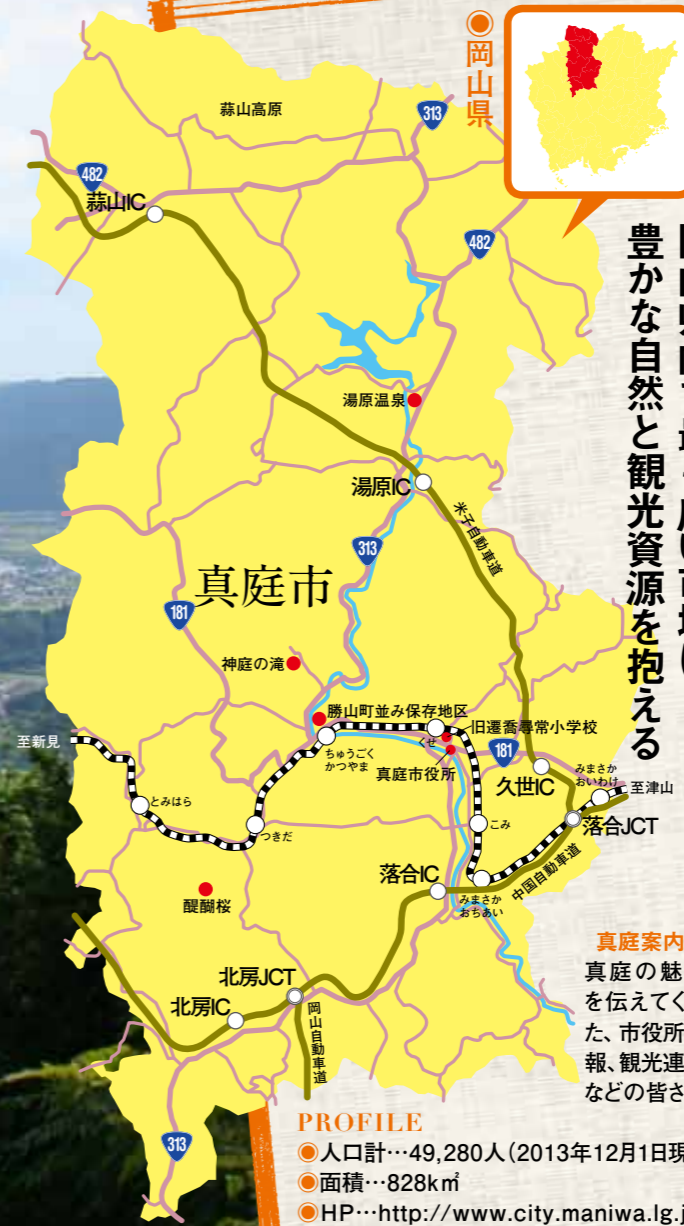 岡山県
豊かな自然と観光資源を抱える
蒜山高原
313
482
蒜山IC
482
湯原温泉
湯原IC
米子自動車道
313
真庭市
181
神庭の滝
勝山町並み保存地区
至新見
ちゅうごく
かつやま
くせ
旧遷喬尋常小学校
真庭市役所
181
久世IC
みまさか
おいわけ
至津山
落合JCT
とみはら
つきだ
こみ
醍醐桜
落合IC
みまさか
おちあい
中国自動車道
北房JCT
北房IC
岡山自動車道
313
真庭案内
真庭の魅
を伝えてく
た、市役所
報、観光連
などの皆さ
PROFILE
人口計…49,280人(2013年12月1日現
面積…828k㎡
HP…http://www.city.maniwa.lg.j